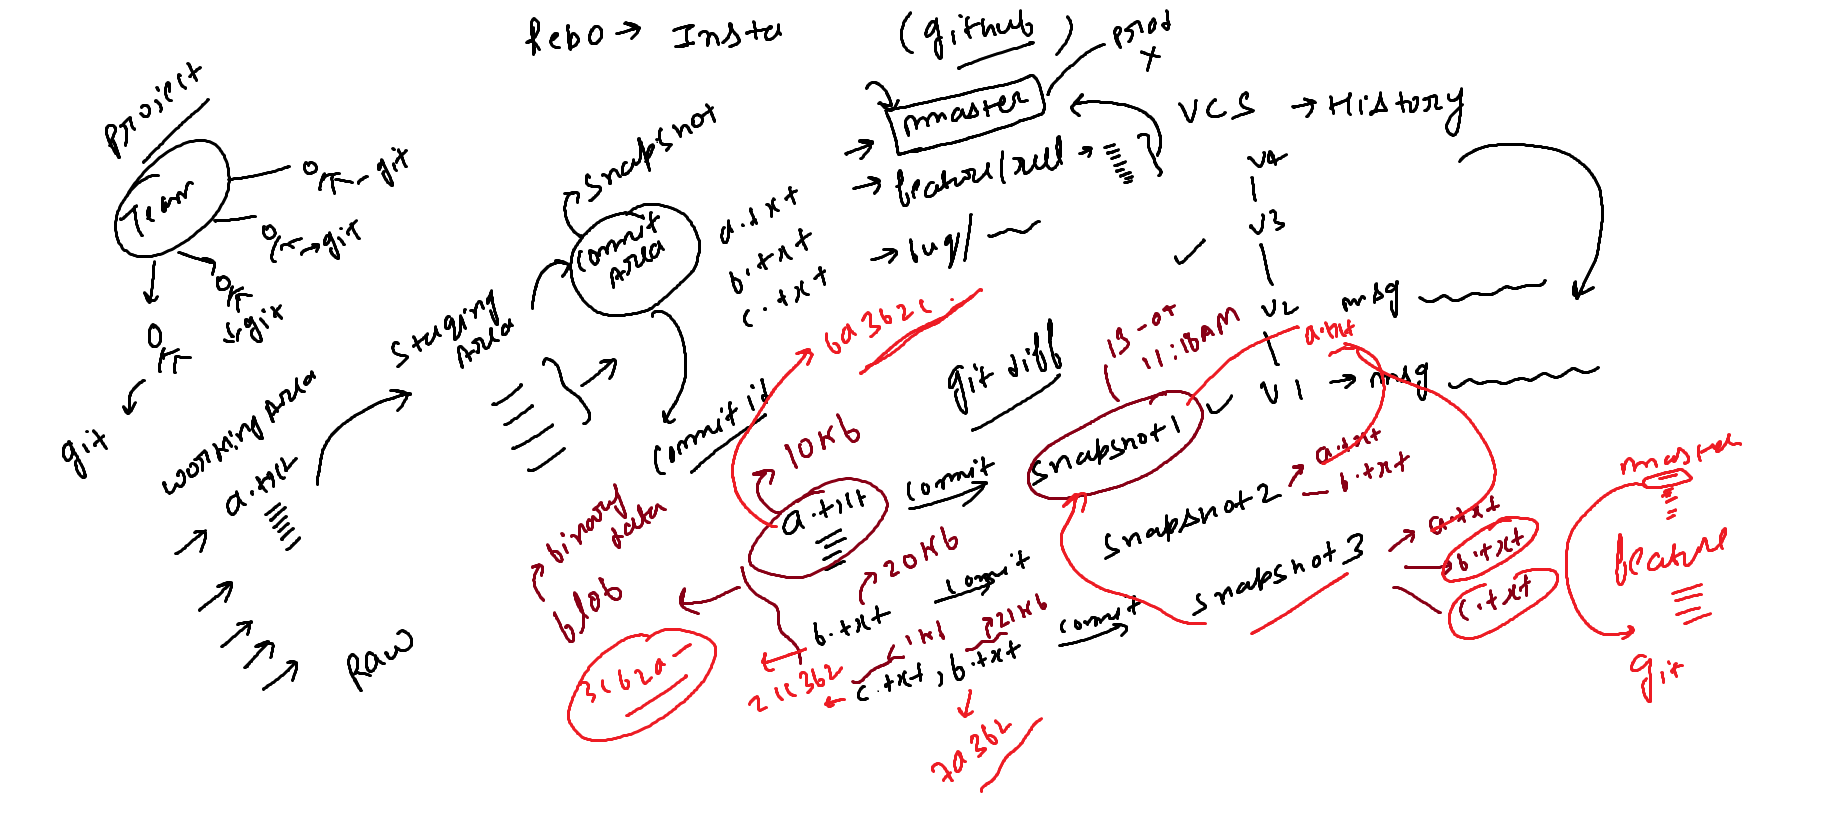 Repo → Insta
(github)
prod
x
master
VCS → History
project
Team
git
git
git
git
snapshot
commit
Area
a.txt
b.txt
c.txt
feature/reel
bug/
v4
v3
v2
v1
msg
msg
Staging
Area
working Area
a.txt
Raw
6a362c
commit id
git diff
13-07
11:18AM
a.txt
10kb
a.txt
commit
snapshot1
binary
data
blob
20kb
b.txt
commit
snapshot2
a.txt
b.txt
1kb
21kb
c.txt, b.txt
commit
snapshot3
a.txt
b.txt
c.txt
3c62a
21c362
7a362
master
feature
git